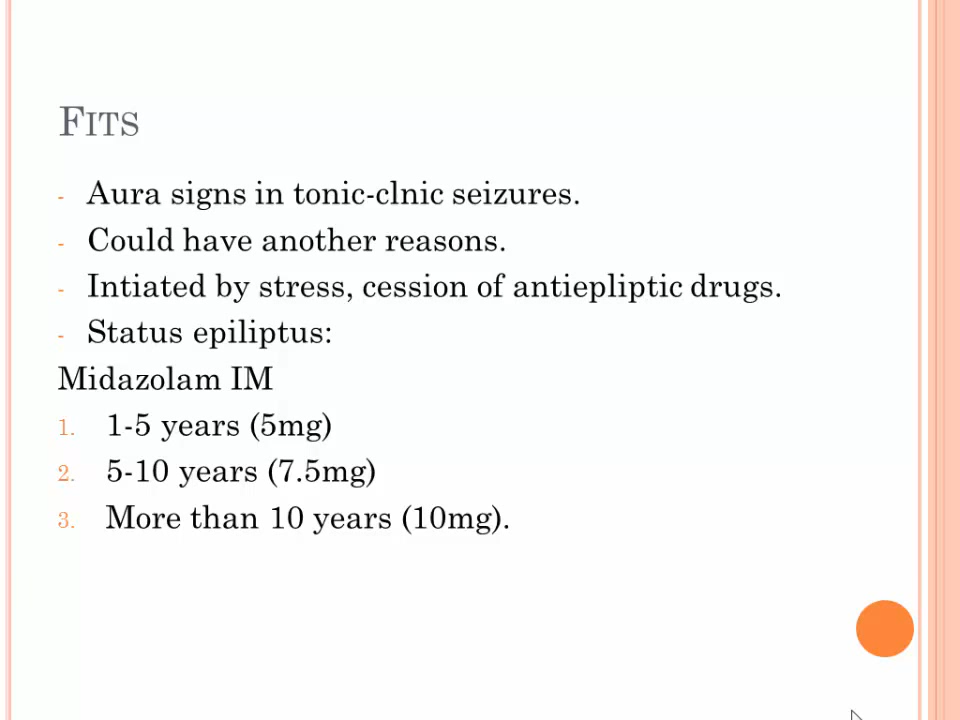 FITS
- Aura signs in tonic-clnic seizures.
- Could have another reasons.
- Intiated by stress, cession of antiepliptic drugs.
- Status epiliptus:
Midazolam IM
1. 1-5 years (5mg)
2. 5-10 years (7.5mg)
3. More than 10 years (10mg).